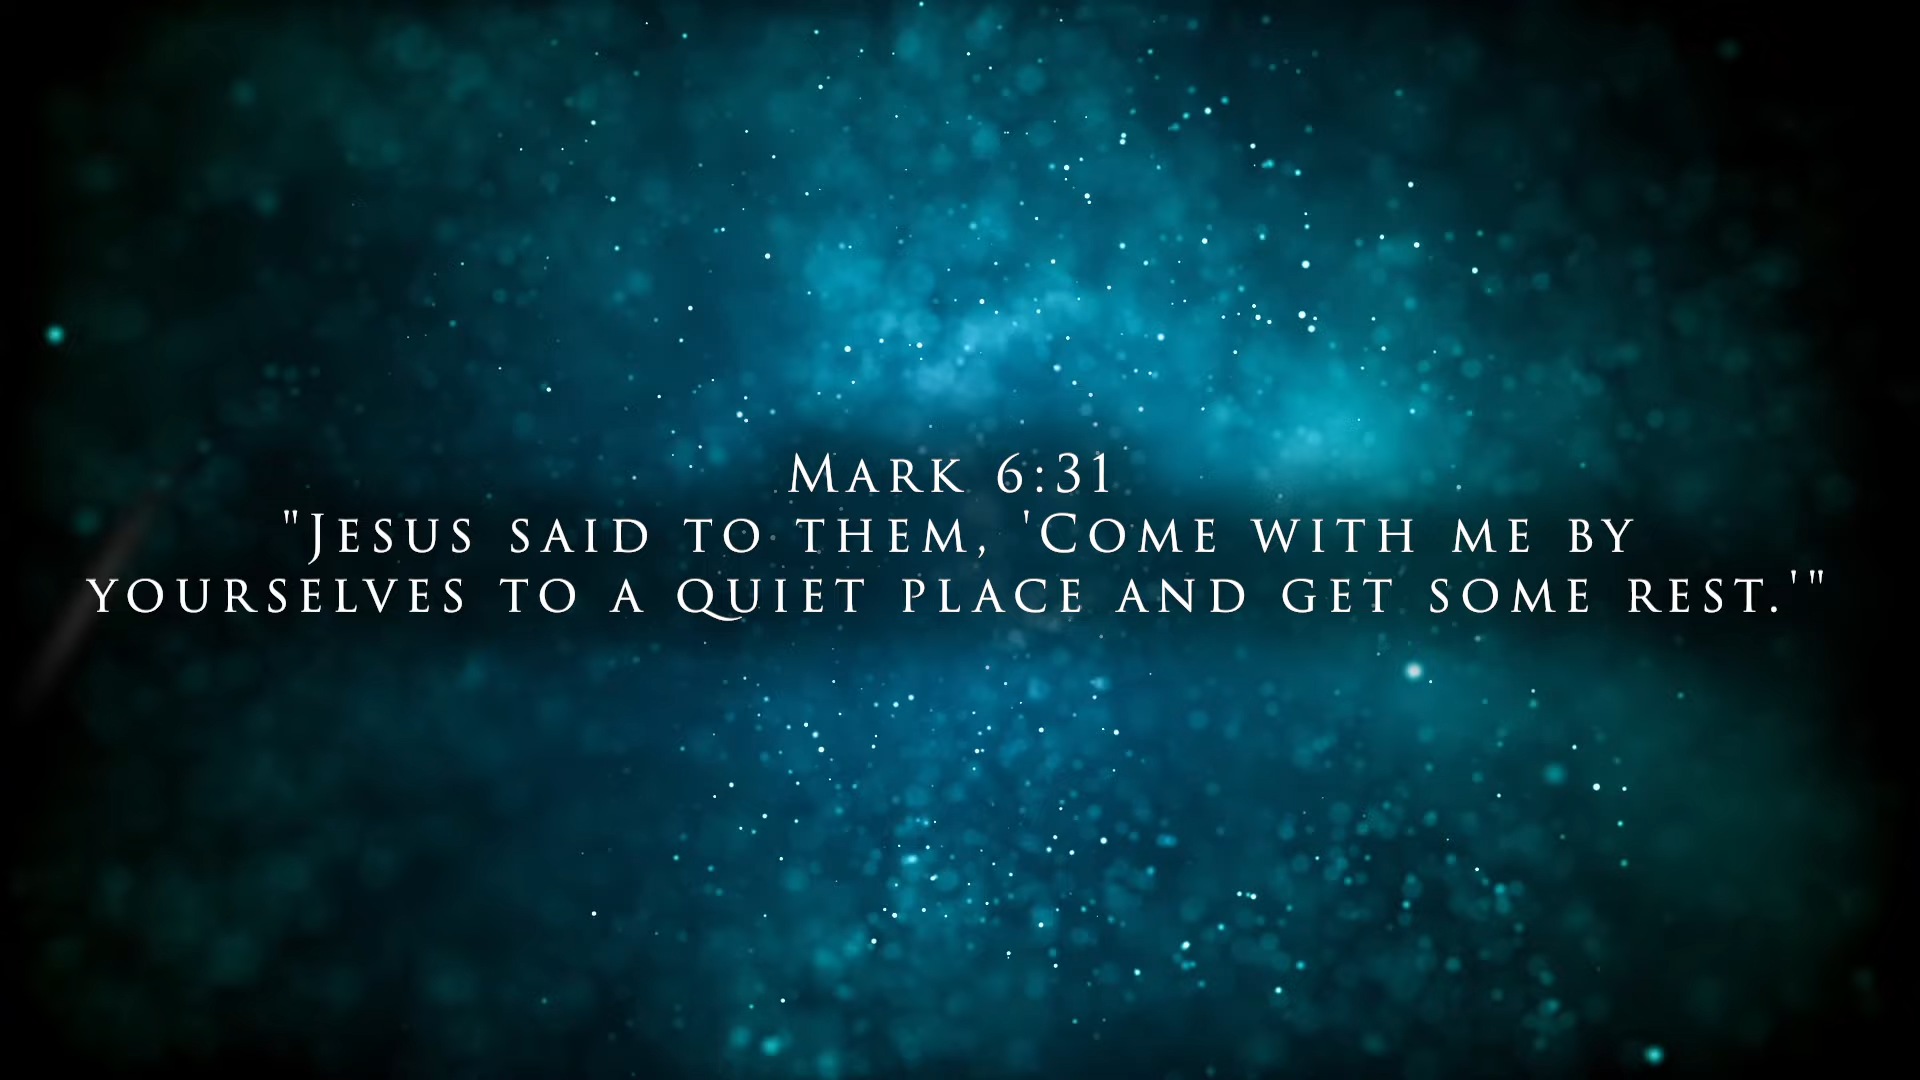 Mark 6:31
"Jesus said to them, 'Come with me by
yourselves to a quiet place and get some rest.'"